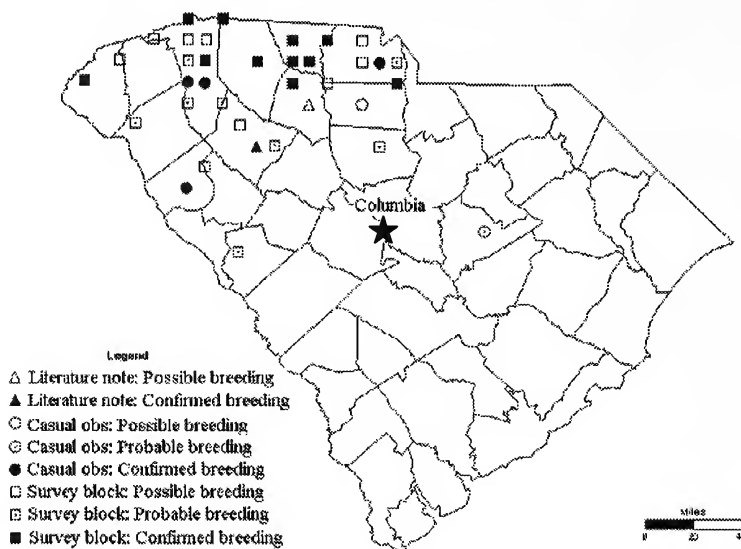 Columbia
Legend
Literature note: Possible breeding
Literature note: Confirmed breeding
Casual obs: Possible breeding
Casual obs: Probable breeding
Casual obs: Confirmed breeding
Survey block: Possible breeding
Survey block: Probable breeding
Survey block: Confirmed breeding
Miles
0 20